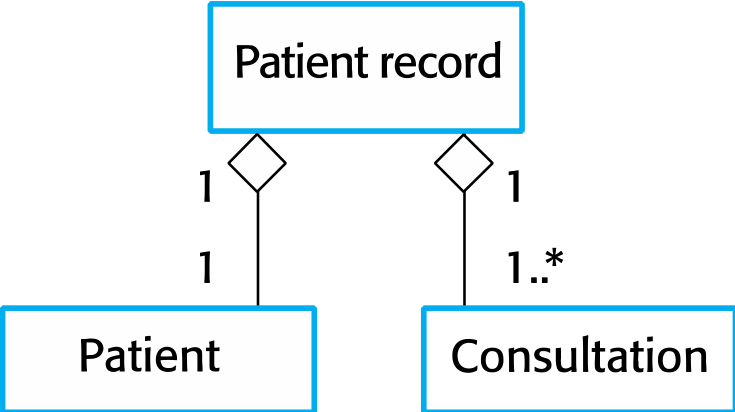 Patient record
1
1
1
1..*
Patient
Consultation